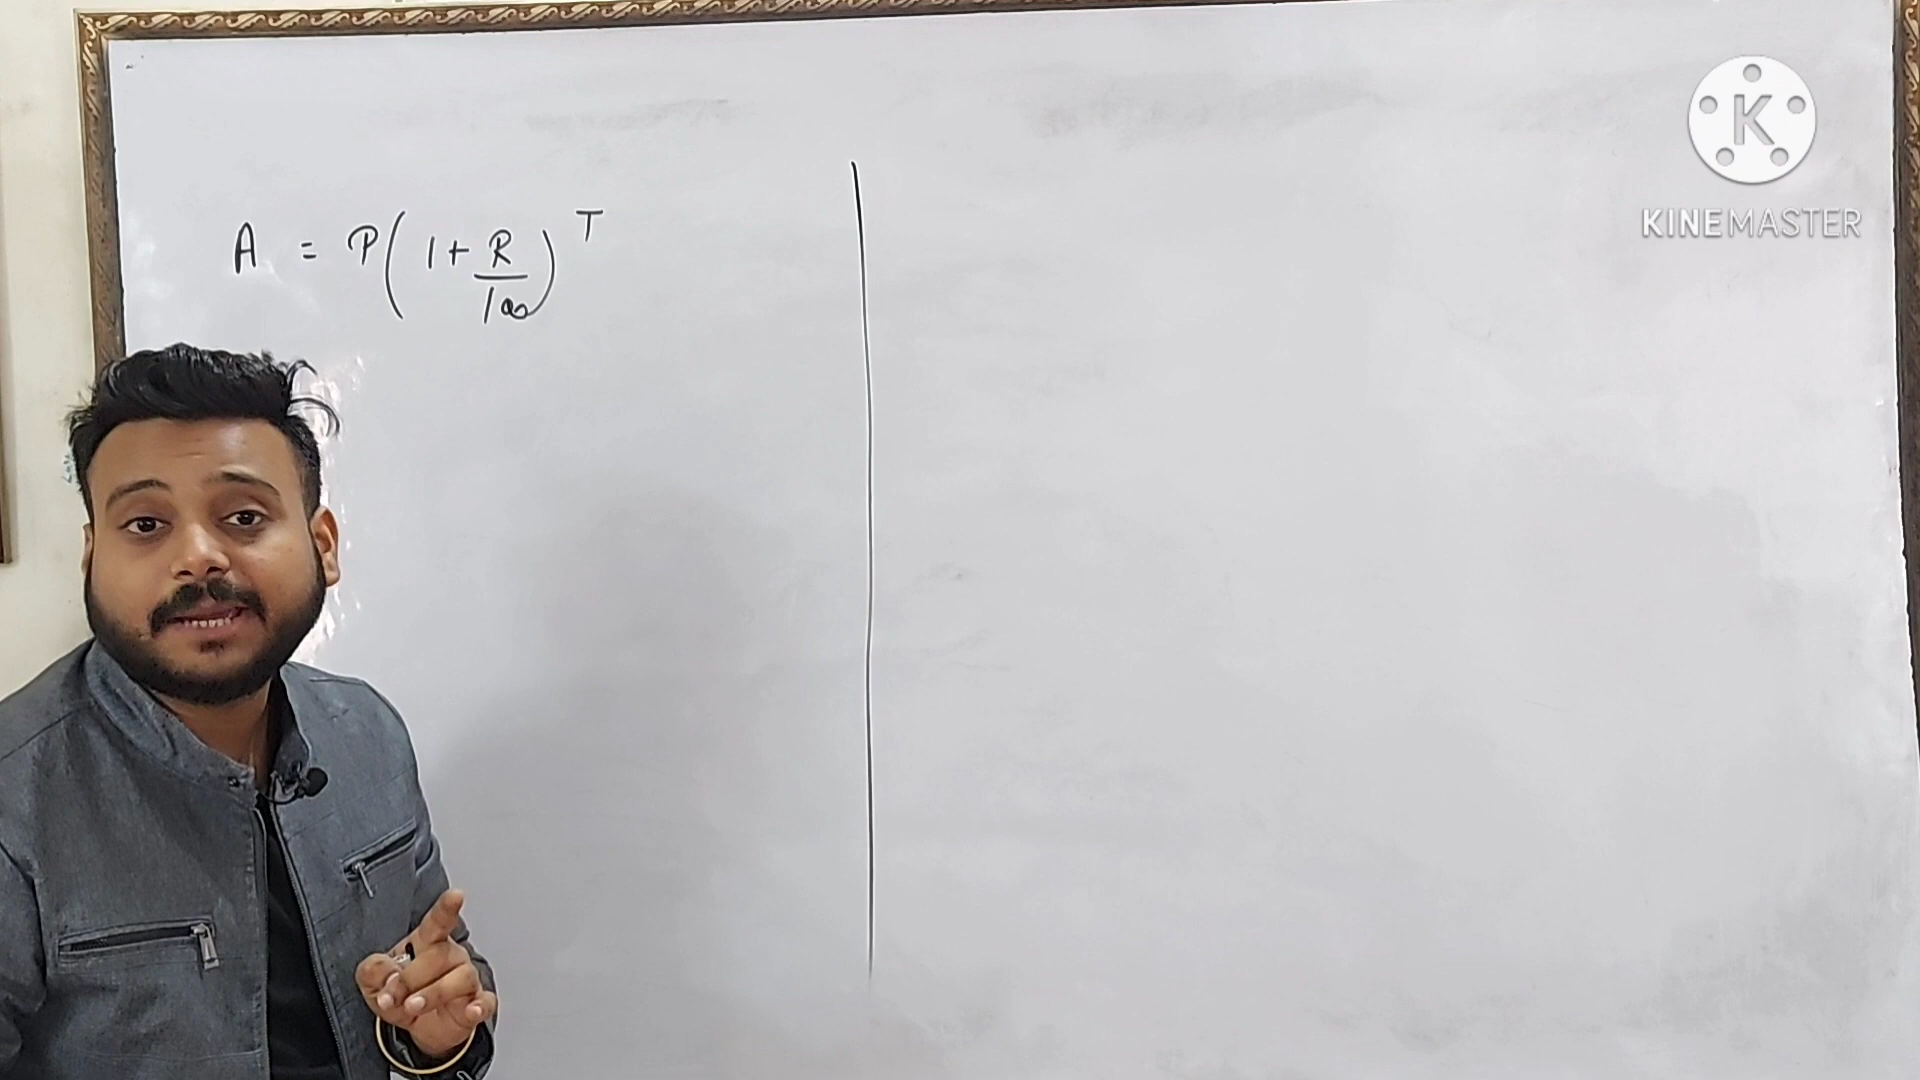 A = P(1+R/100)^T
K
KINEMASTER